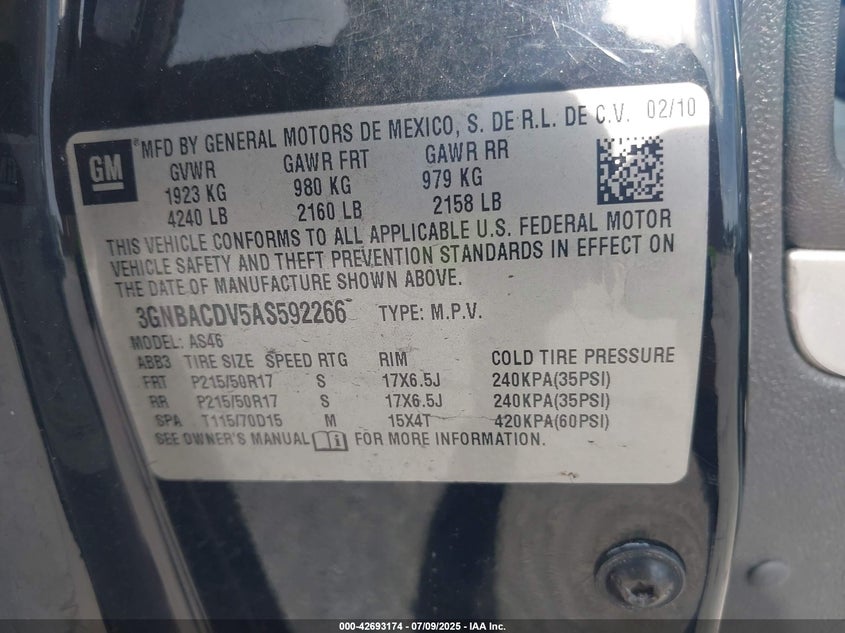 GM
MFD BY GENERAL MOTORS DE MEXICO, S. DE R.L. DE C.V. 02/10
GVWR GAWR FRT GAWR RR
1923 KG 980 KG 979 KG
4240 LB 2160 LB 2158 LB
THIS VEHICLE CONFORMS TO ALL APPLICABLE U.S. FEDERAL MOTOR
VEHICLE SAFETY AND THEFT PREVENTION STANDARDS IN EFFECT ON
THE DATE OF MANUFACTURE SHOWN ABOVE.
3GNBACDV5AS592266 TYPE: M.P.V.
MODEL: AS46
ABB3 TIRE SIZE SPEED RTG RIM COLD TIRE PRESSURE
FRT P215/50R17 S 17X6.5J 240KPA(35PSI)
RR P215/50R17 S 17X6.5J 240KPA(35PSI)
SPA T115/70D15 M 15X4T 420KPA(60PSI)
SEE OWNER'S MANUAL FOR MORE INFORMATION.
000-42693174 | 07/09/2025 | IAA Inc.